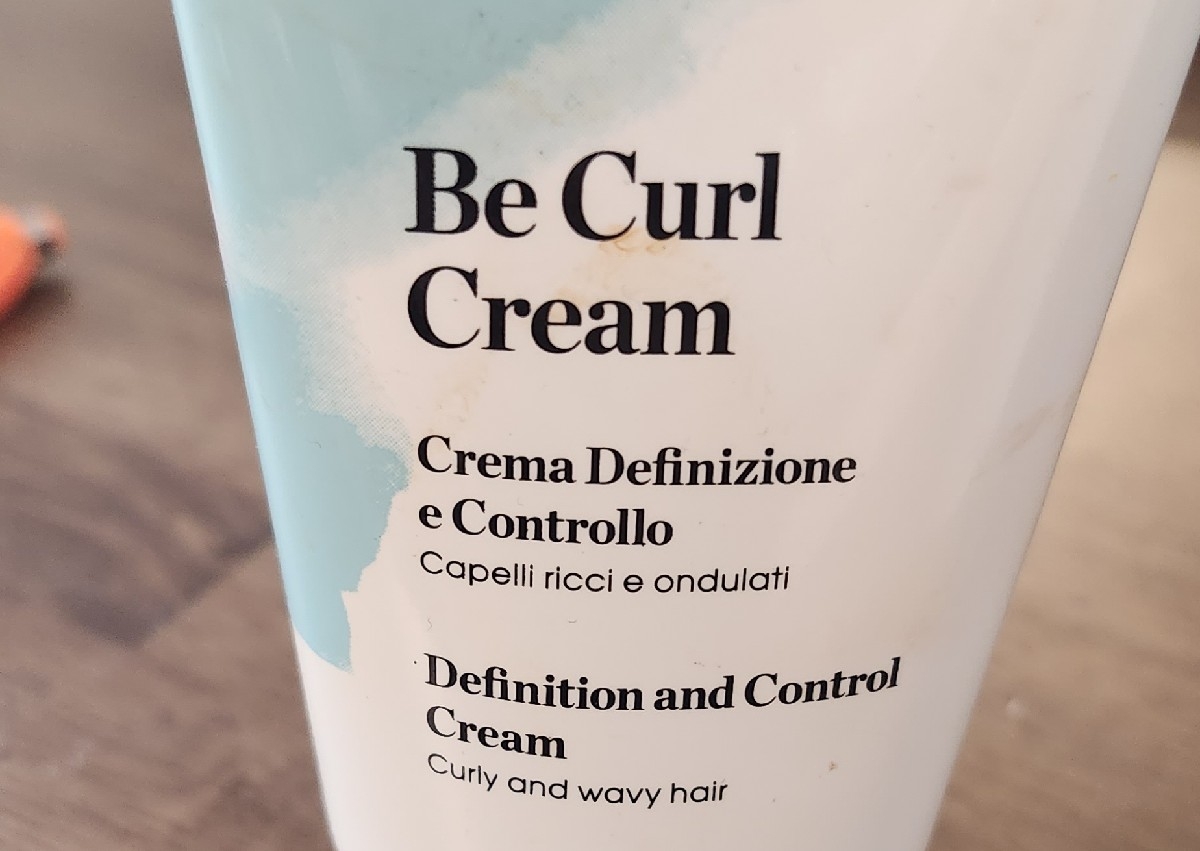 Be Curl
Cream
Crema Definizione
e Controllo
Capelli ricci e ondulati
Definition and Control
Cream
Curly and wavy hair